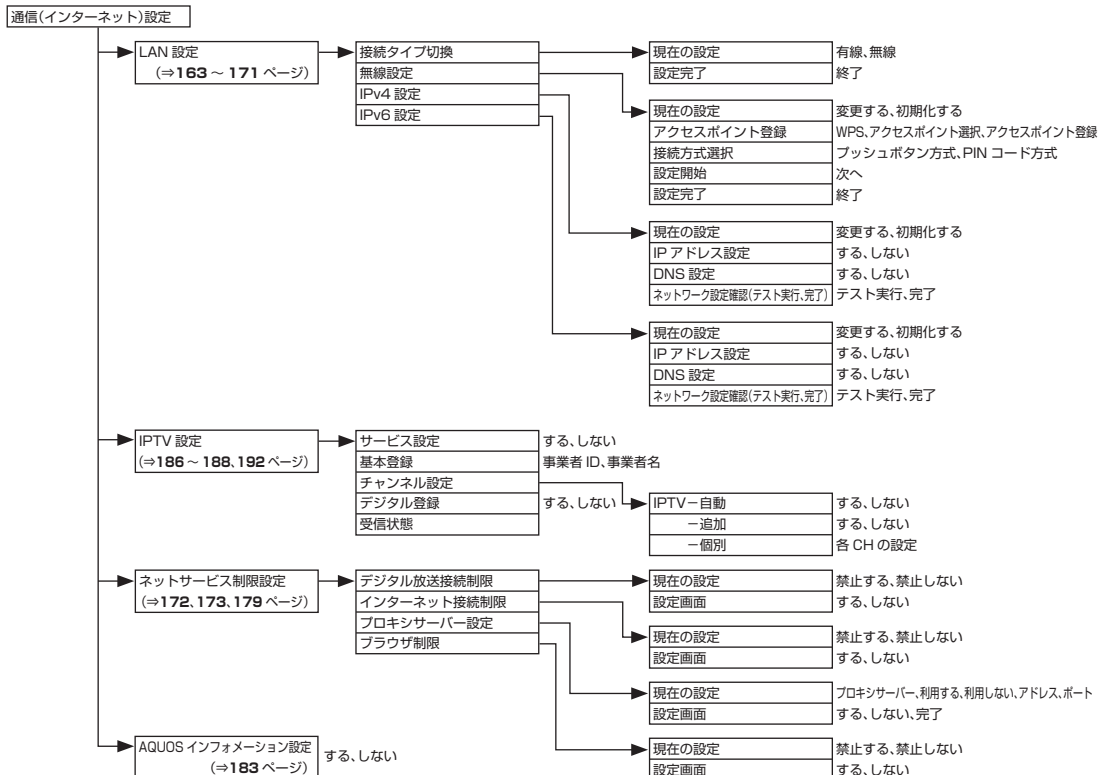 通信(インターネット)設定
LAN 設定
(⇒163 ~ 171 ページ)
接続タイプ切換
無線設定
IPv4 設定
IPv6 設定
現在の設定 有線、無線
設定完了 終了
現在の設定 変更する、初期化する
アクセスポイント登録 WPS、アクセスポイント選択、アクセスポイント登録
接続方式選択 プッシュボタン方式、PIN コード方式
設定開始 次へ
設定完了 終了
現在の設定 変更する、初期化する
IP アドレス設定 する、しない
DNS 設定 する、しない
ネットワーク設定確認(テスト実行、完了) テスト実行、完了
現在の設定 変更する、初期化する
IP アドレス設定 する、しない
DNS 設定 する、しない
ネットワーク設定確認(テスト実行、完了) テスト実行、完了
IPTV 設定
(⇒186 ~ 188、192 ページ)
サービス設定 する、しない
基本登録 事業者 ID、事業者名
チャンネル設定
デジタル登録 する、しない
受信状態
IPTV-自動 する、しない
-追加 する、しない
-個別 各 CH の設定
ネットサービス制限設定
(⇒172、173、179 ページ)
デジタル放送接続制限
インターネット接続制限
プロキシサーバー設定
ブラウザ制限
現在の設定 禁止する、禁止しない
設定画面 する、しない
現在の設定 禁止する、禁止しない
設定画面 する、しない
現在の設定 プロキシサーバー、利用する、利用しない、アドレス、ポート
設定画面 する、しない、完了
現在の設定 禁止する、禁止しない
設定画面 する、しない
AQUOS インフォメーション設定
(⇒183 ページ)
する、しない